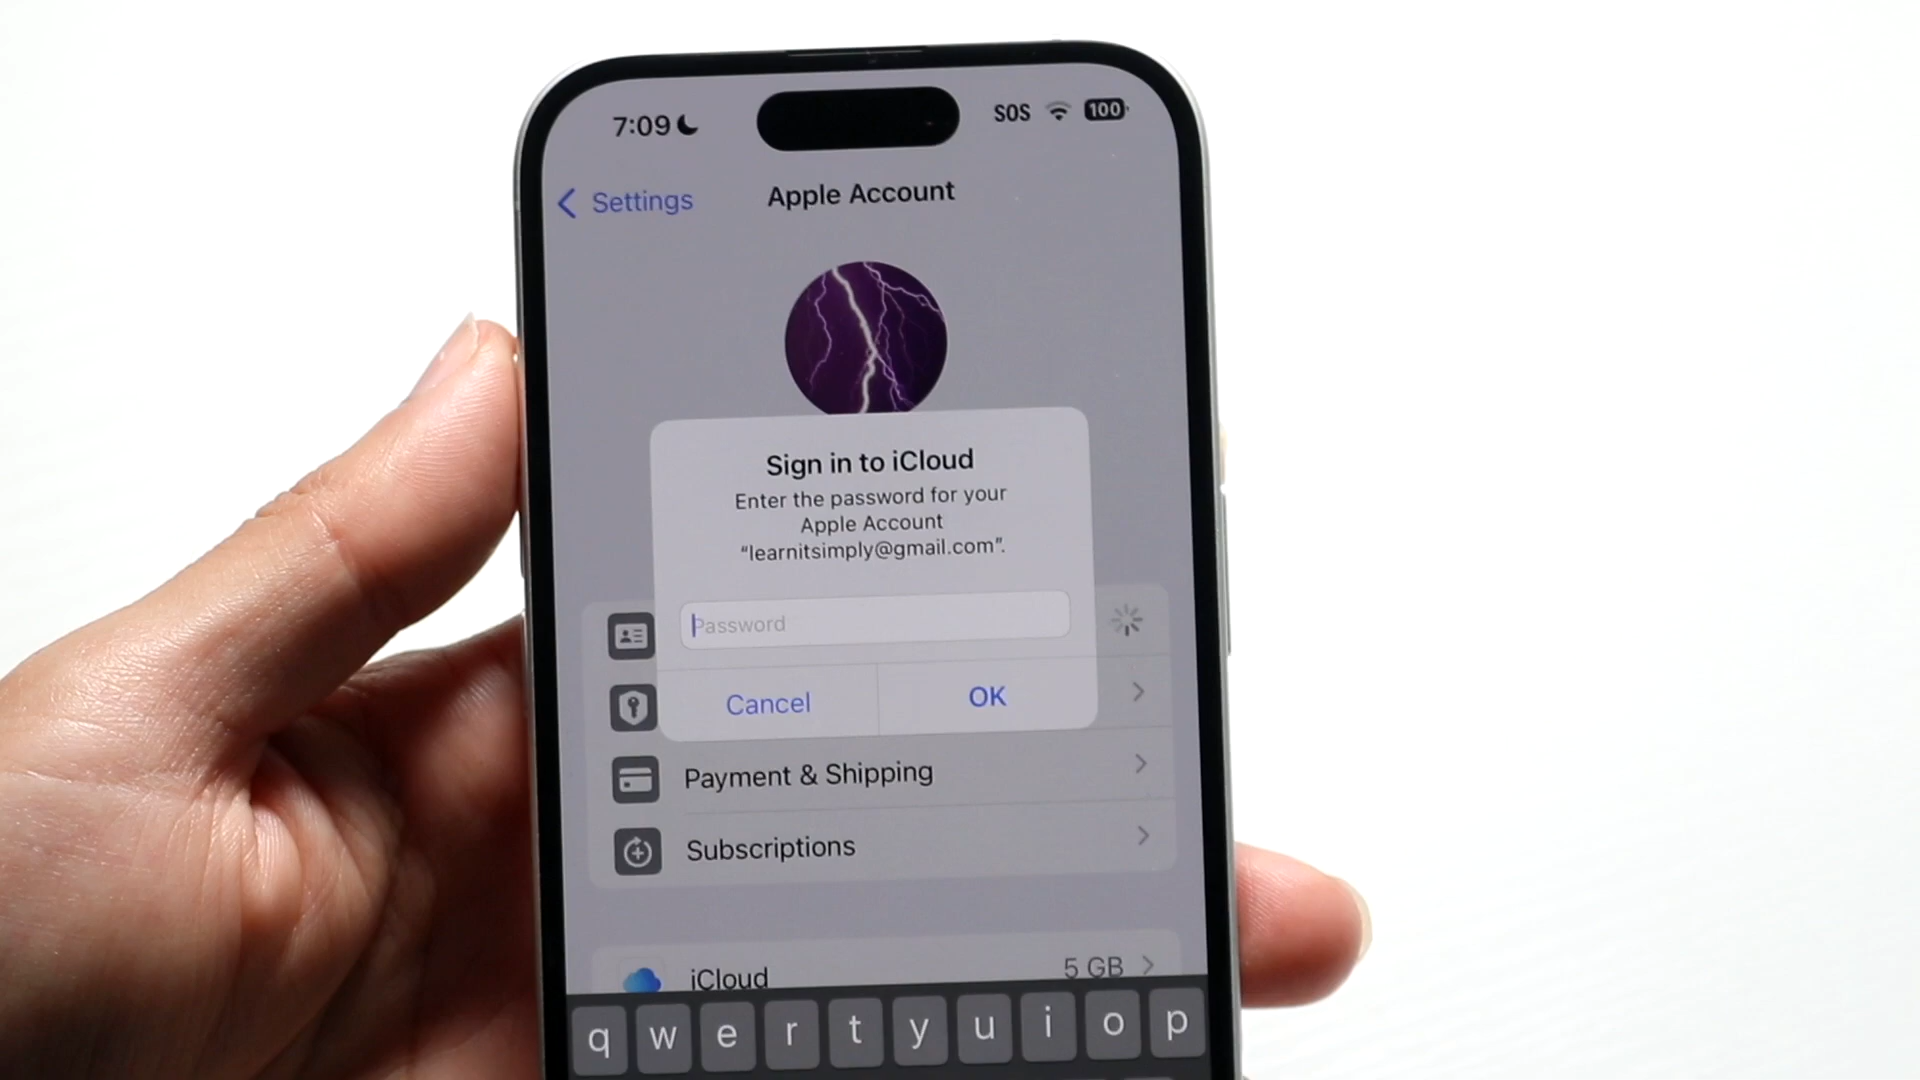 7:09
SOS
100
Settings
Apple Account
Sign in to iCloud
Enter the password for your
Apple Account
“learnitsimply@gmail.com”.
Password
Cancel
OK
Payment & Shipping
Subscriptions
iCloud
5 GB
q w e r t y u i o p